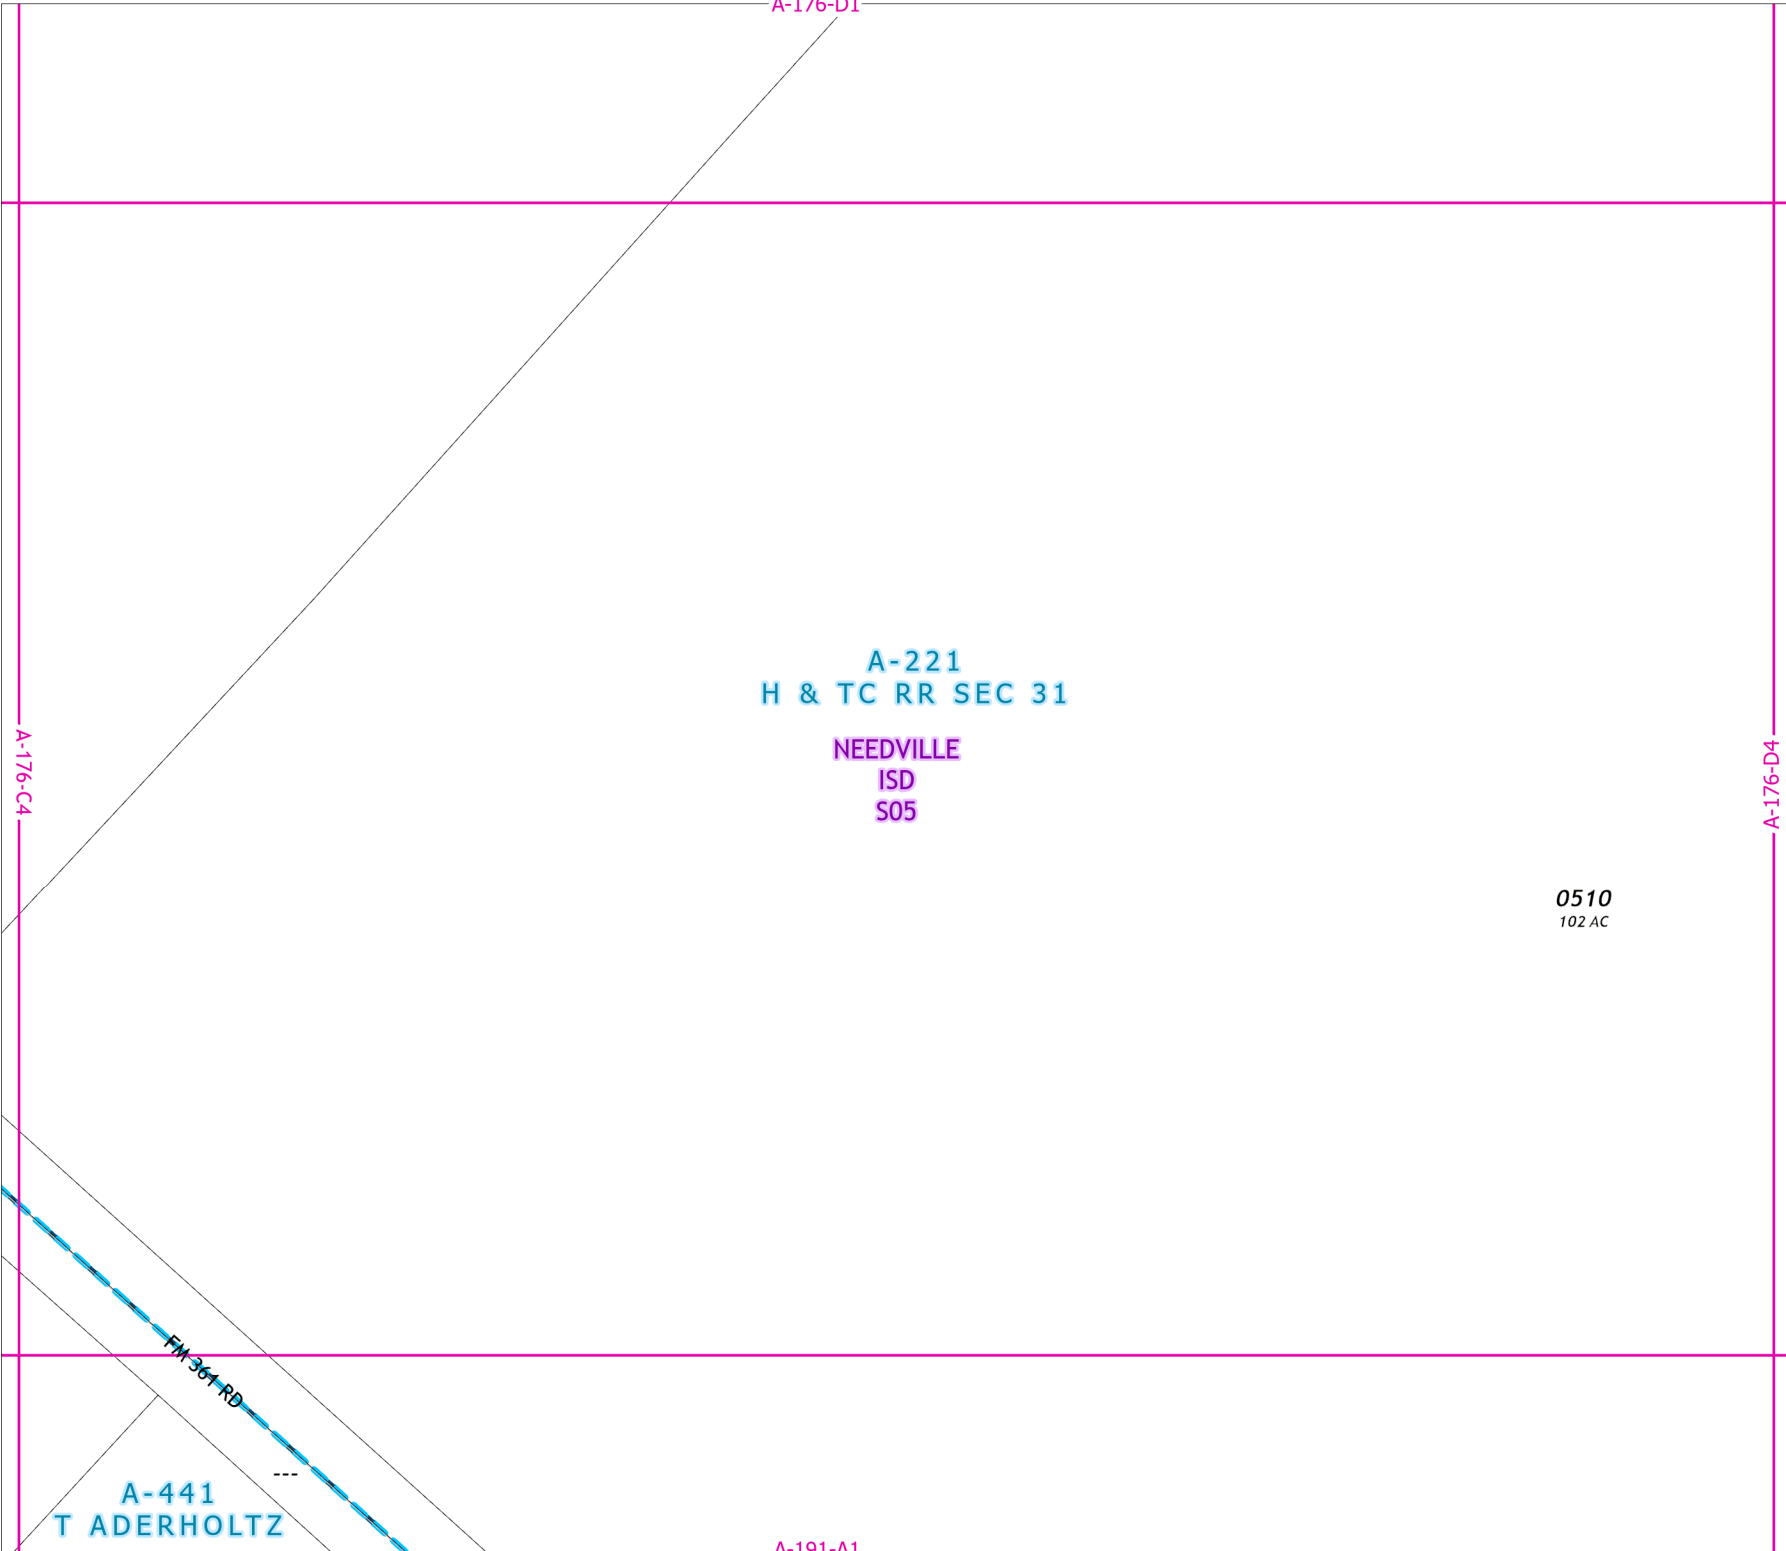 A-176-D1
A-221
H & TC RR SEC 31
NEEDVILLE
ISD
S05
A-176-C4
A-176-D4
0510
102 AC
FM 361 RD
---
A-441
T ADERHOLTZ
A-191-A1